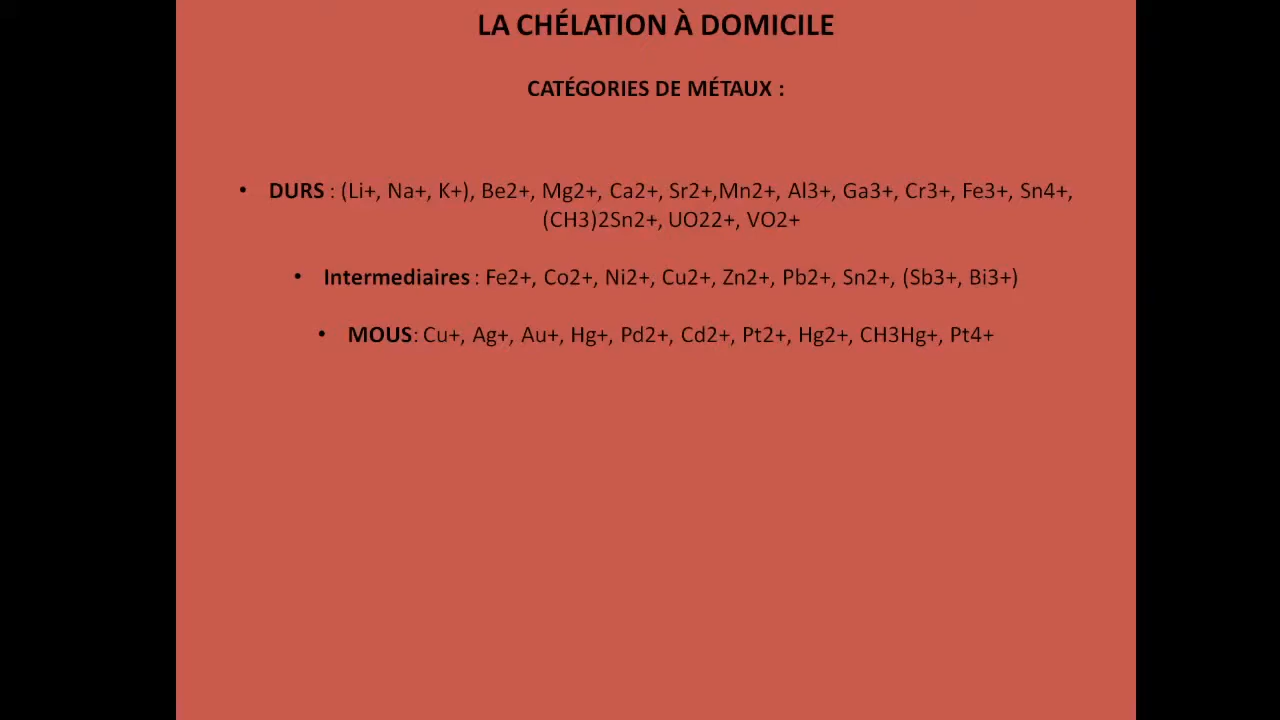 LA CHÉLATION À DOMICILE
CATÉGORIES DE MÉTAUX :
• DURS : (Li+, Na+, K+), Be2+, Mg2+, Ca2+, Sr2+,Mn2+, Al3+, Ga3+, Cr3+, Fe3+, Sn4+,
(CH3)2Sn2+, UO22+, VO2+
• Intermediaires : Fe2+, Co2+, Ni2+, Cu2+, Zn2+, Pb2+, Sn2+, (Sb3+, Bi3+)
• MOUS: Cu+, Ag+, Au+, Hg+, Pd2+, Cd2+, Pt2+, Hg2+, CH3Hg+, Pt4+